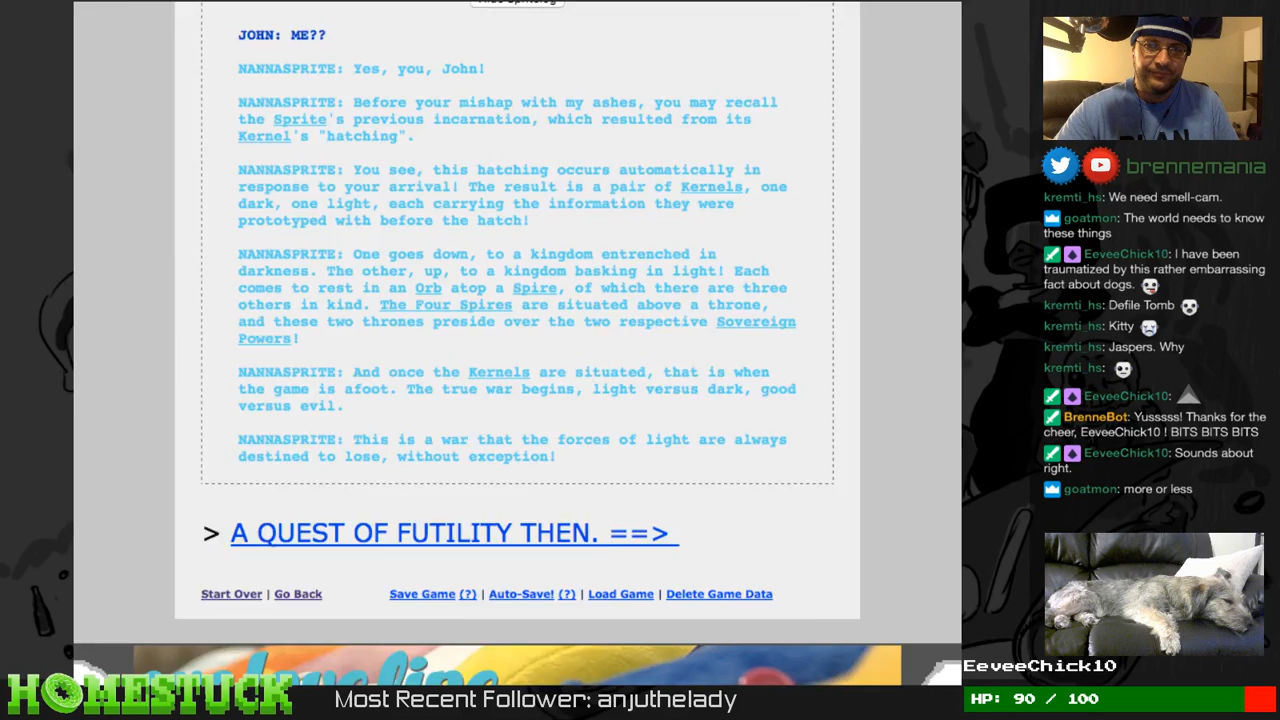 JOHN: ME??
NANNASPRITE: Yes, you, John!
NANNASPRITE: Before your mishap with my ashes, you may recall
the Sprite's previous incarnation, which resulted from its
Kernel's "hatching".
NANNASPRITE: You see, this hatching occurs automatically in
response to your arrival! The result is a pair of Kernels, one
dark, one light, each carrying the information they were
prototyped with before the hatch!
NANNASPRITE: One goes down, to a kingdom entrenched in
darkness. The other, up, to a kingdom basking in light! Each
comes to rest in an Orb atop a Spire, of which there are three
others in kind. The Four Spires are situated above a throne,
and these two thrones preside over the two respective Sovereign
Powers!
NANNASPRITE: And once the Kernels are situated, that is when
the game is afoot. The true war begins, light versus dark, good
versus evil.
NANNASPRITE: This is a war that the forces of light are always
destined to lose, without exception!
> A QUEST OF FUTILITY THEN. ==>
Start Over | Go Back Save Game (?) | Auto-Save! (?) | Load Game | Delete Game Data
PLAN
brennemania
kremti_hs: We need smell-cam.
goatmon: The world needs to know
these things
EeveeChick10: I have been
traumatized by this rather embarrassing
fact about dogs.
kremti_hs: Defile Tomb
kremti_hs: Kitty
kremti_hs: Jaspers. Why
kremti_hs:
EeveeChick10:
BrenneBot: Yusssss! Thanks for the
cheer, EeveeChick10 ! BITS BITS BITS
EeveeChick10: Sounds about
right.
goatmon: more or less
EeveeChick10
HP: 90 / 100
HOMESTUCK
Most Recent Follower: anjuthelady